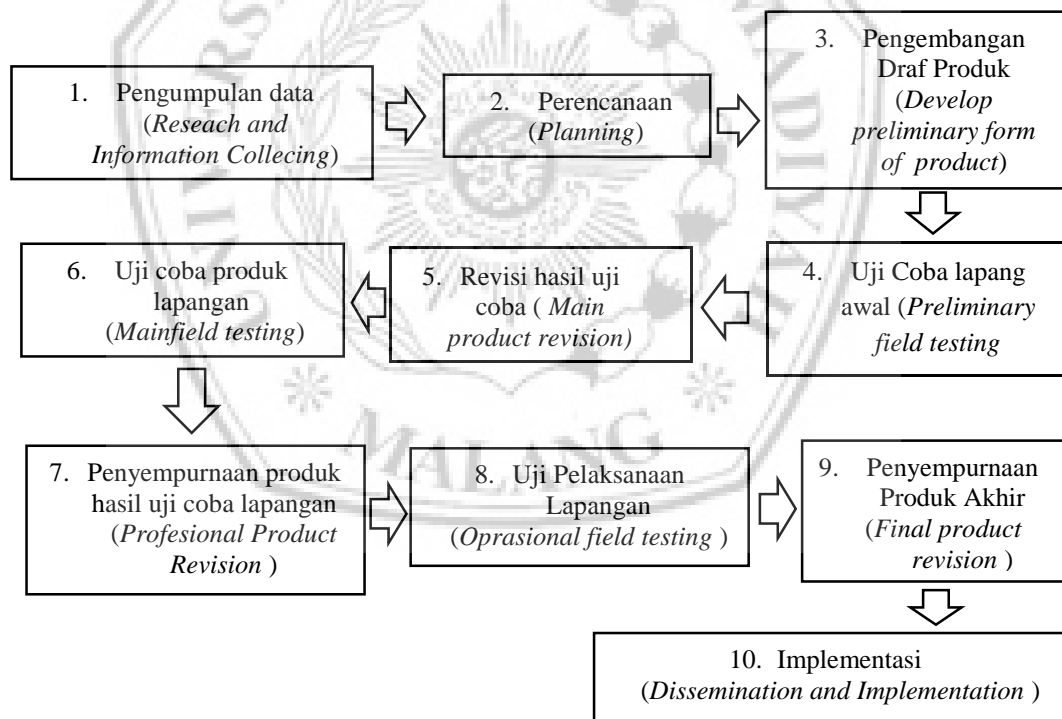 1. Pengumpulan data
(Reseach and
Information Collecing)
2. Perencanaan
(Planning)
3. Pengembangan
Draf Produk
(Develop
preliminary form
of product)
4. Uji Coba lapang
awal (Preliminary
field testing
5. Revisi hasil uji
coba ( Main
product revision)
6. Uji coba produk
lapangan
(Mainfield testing)
7. Penyempurnaan produk
hasil uji coba lapangan
(Profesional Product
Revision )
8. Uji Pelaksanaan
Lapangan
(Oprasional field testing )
9. Penyempurnaan
Produk Akhir
(Final product
revision )
10. Implementasi
(Dissemination and Implementation )
MALANG